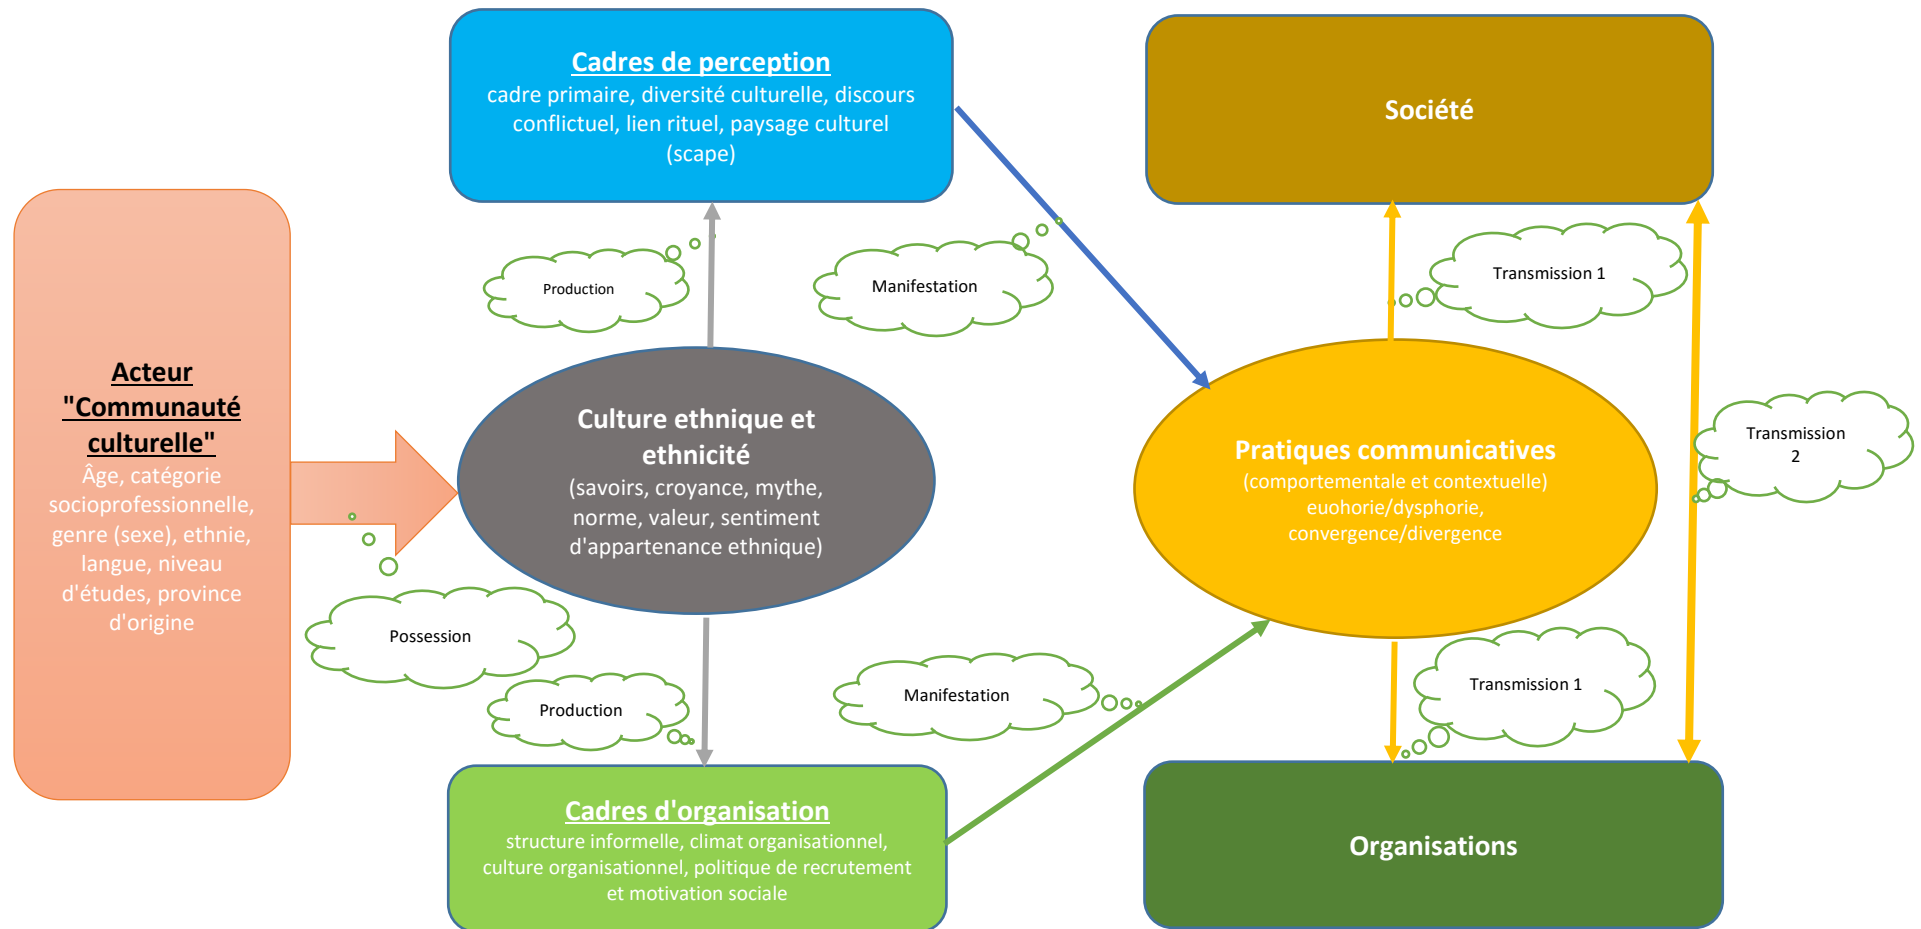 Cadres de perception
cadre primaire, diversité culturelle, discours
conflictuel, lien rituel, paysage culturel
(scape)
Société
Production
Manifestation
Transmission 1
Acteur
"Communauté
culturelle"
Âge, catégorie
socioprofessionnelle,
genre (sexe), ethnie,
langue, niveau
d'études, province
d'origine
Culture ethnique et
ethnicité
(savoirs, croyance, mythe,
norme, valeur, sentiment
d'appartenance ethnique)
Pratiques communicatives
(comportementale et contextuelle)
euohorie/dysphorie,
convergence/divergence
Transmission
2
Possession
Production
Manifestation
Transmission 1
Cadres d'organisation
structure informelle, climat organisationnel,
culture organisationnel, politique de recrutement
et motivation sociale
Organisations